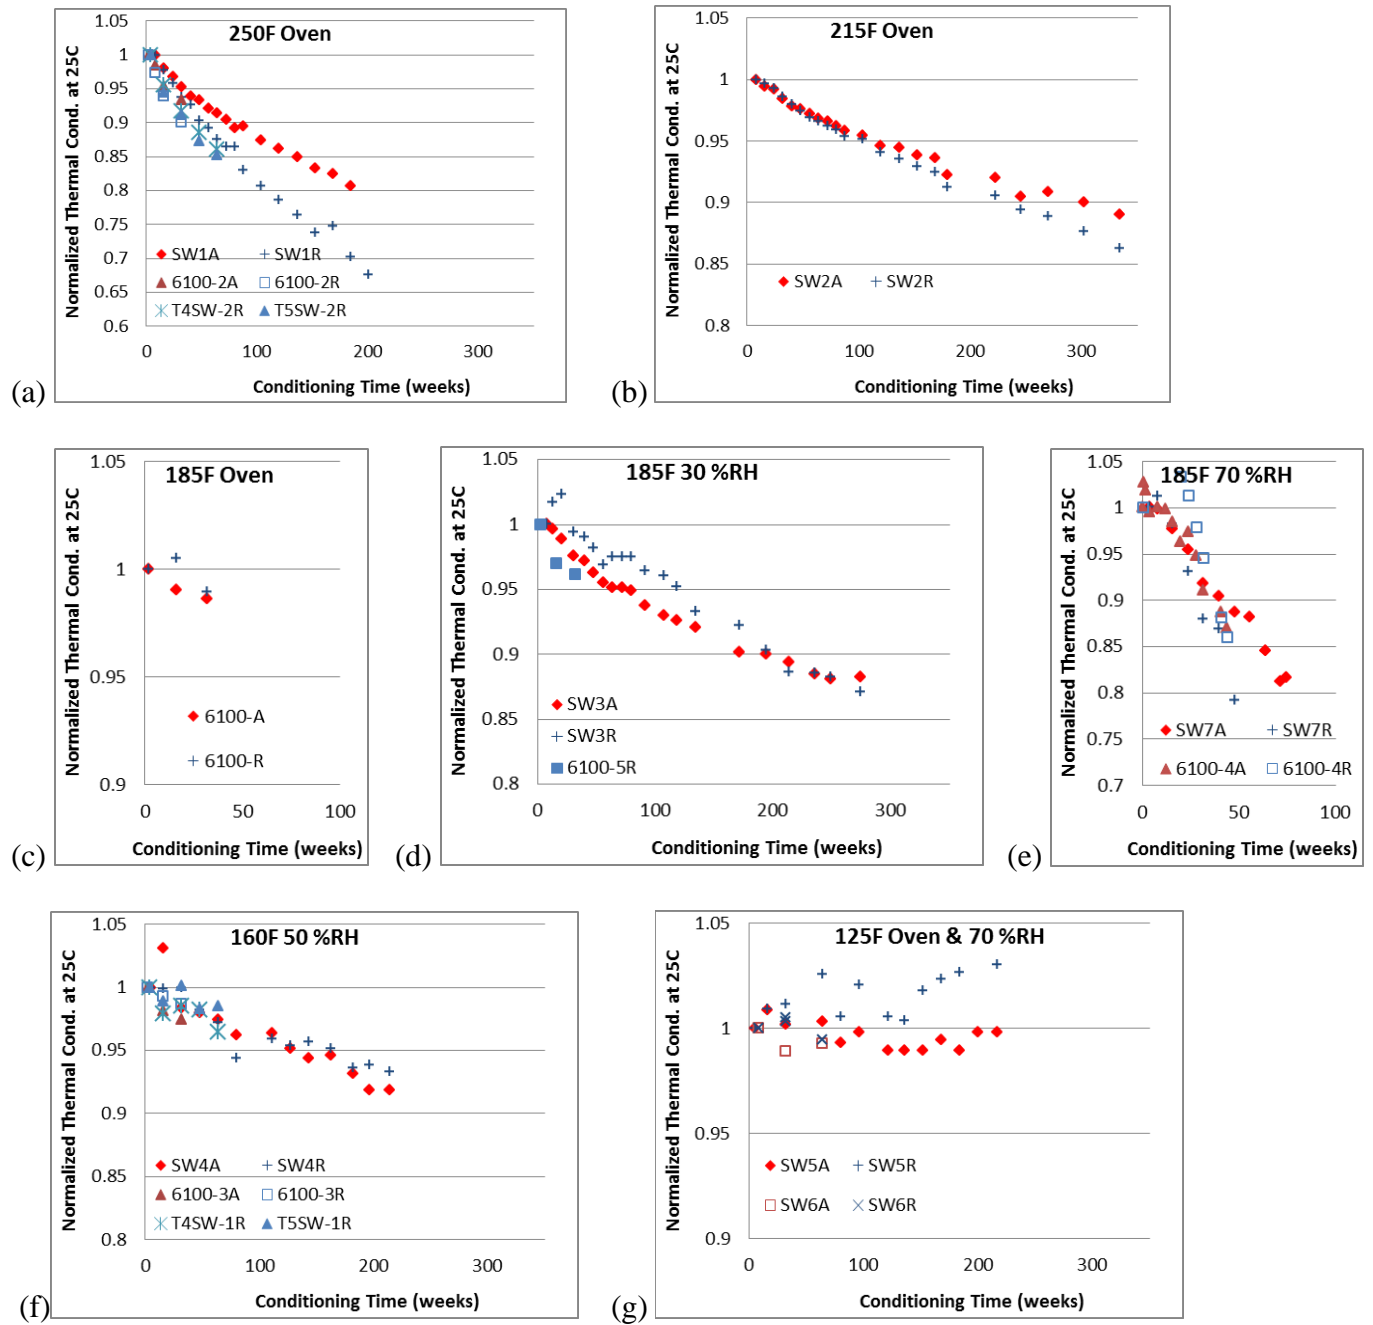 250F Oven
Normalized Thermal Cond. at 25C
1.05
1
0.95
0.9
0.85
0.8
0.75
0.7
0.65
0.6
SW1A SW1R
6100-2A 6100-2R
T4SW-2R T5SW-2R
0 100 200 300
Conditioning Time (weeks)
(a)
215F Oven
Normalized Thermal Cond. at 25C
1.05
1
0.95
0.9
0.85
0.8
SW2A SW2R
0 100 200 300
Conditioning Time (weeks)
(b)
185F Oven
Normalized Thermal Cond. at 25C
1.05
1
0.95
0.9
6100-A
6100-R
0 50 100
Conditioning Time (weeks)
(c)
185F 30 %RH
Normalized Thermal Cond. at 25C
1.05
1
0.95
0.9
0.85
0.8
SW3A
SW3R
6100-5R
0 100 200 300
Conditioning Time (weeks)
(d)
185F 70 %RH
Normalized Thermal Cond. at 25C
1.05
1
0.95
0.9
0.85
0.8
0.75
0.7
SW7A SW7R
6100-4A 6100-4R
0 50 100
Conditioning Time (weeks)
(e)
160F 50 %RH
Normalized Thermal Cond. at 25C
1.05
1
0.95
0.9
0.85
0.8
SW4A SW4R
6100-3A 6100-3R
T4SW-1R T5SW-1R
0 100 200 300
Conditioning Time (weeks)
(f)
125F Oven & 70 %RH
Normalized Thermal Cond. at 25C
1.05
1
0.95
0.9
SW5A SW5R
SW6A SW6R
0 100 200 300
Conditioning Time (weeks)
(g)